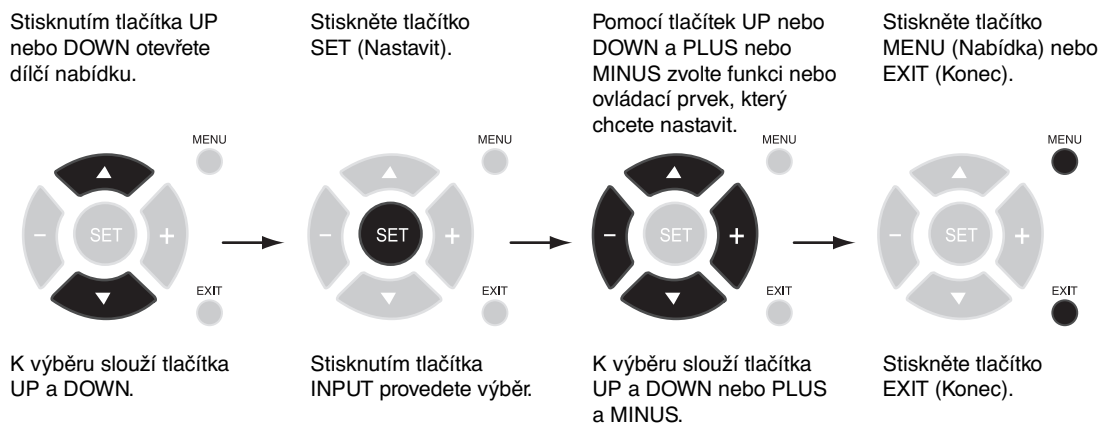 Stisknutím tlačítka UP
nebo DOWN otevřete
dílčí nabídku.
Stiskněte tlačítko
SET (Nastavit).
Pomocí tlačítek UP nebo
DOWN a PLUS nebo
MINUS zvolte funkci nebo
ovládací prvek, který
chcete nastavit.
Stiskněte tlačítko
MENU (Nabídka) nebo
EXIT (Konec).
MENU
- SET +
EXIT
MENU
- SET +
EXIT
MENU
- SET +
EXIT
MENU
- SET +
EXIT
K výběru slouží tlačítka
UP a DOWN.
Stisknutím tlačítka
INPUT provedete výběr.
K výběru slouží tlačítka
UP a DOWN nebo PLUS
a MINUS.
Stiskněte tlačítko
EXIT (Konec).